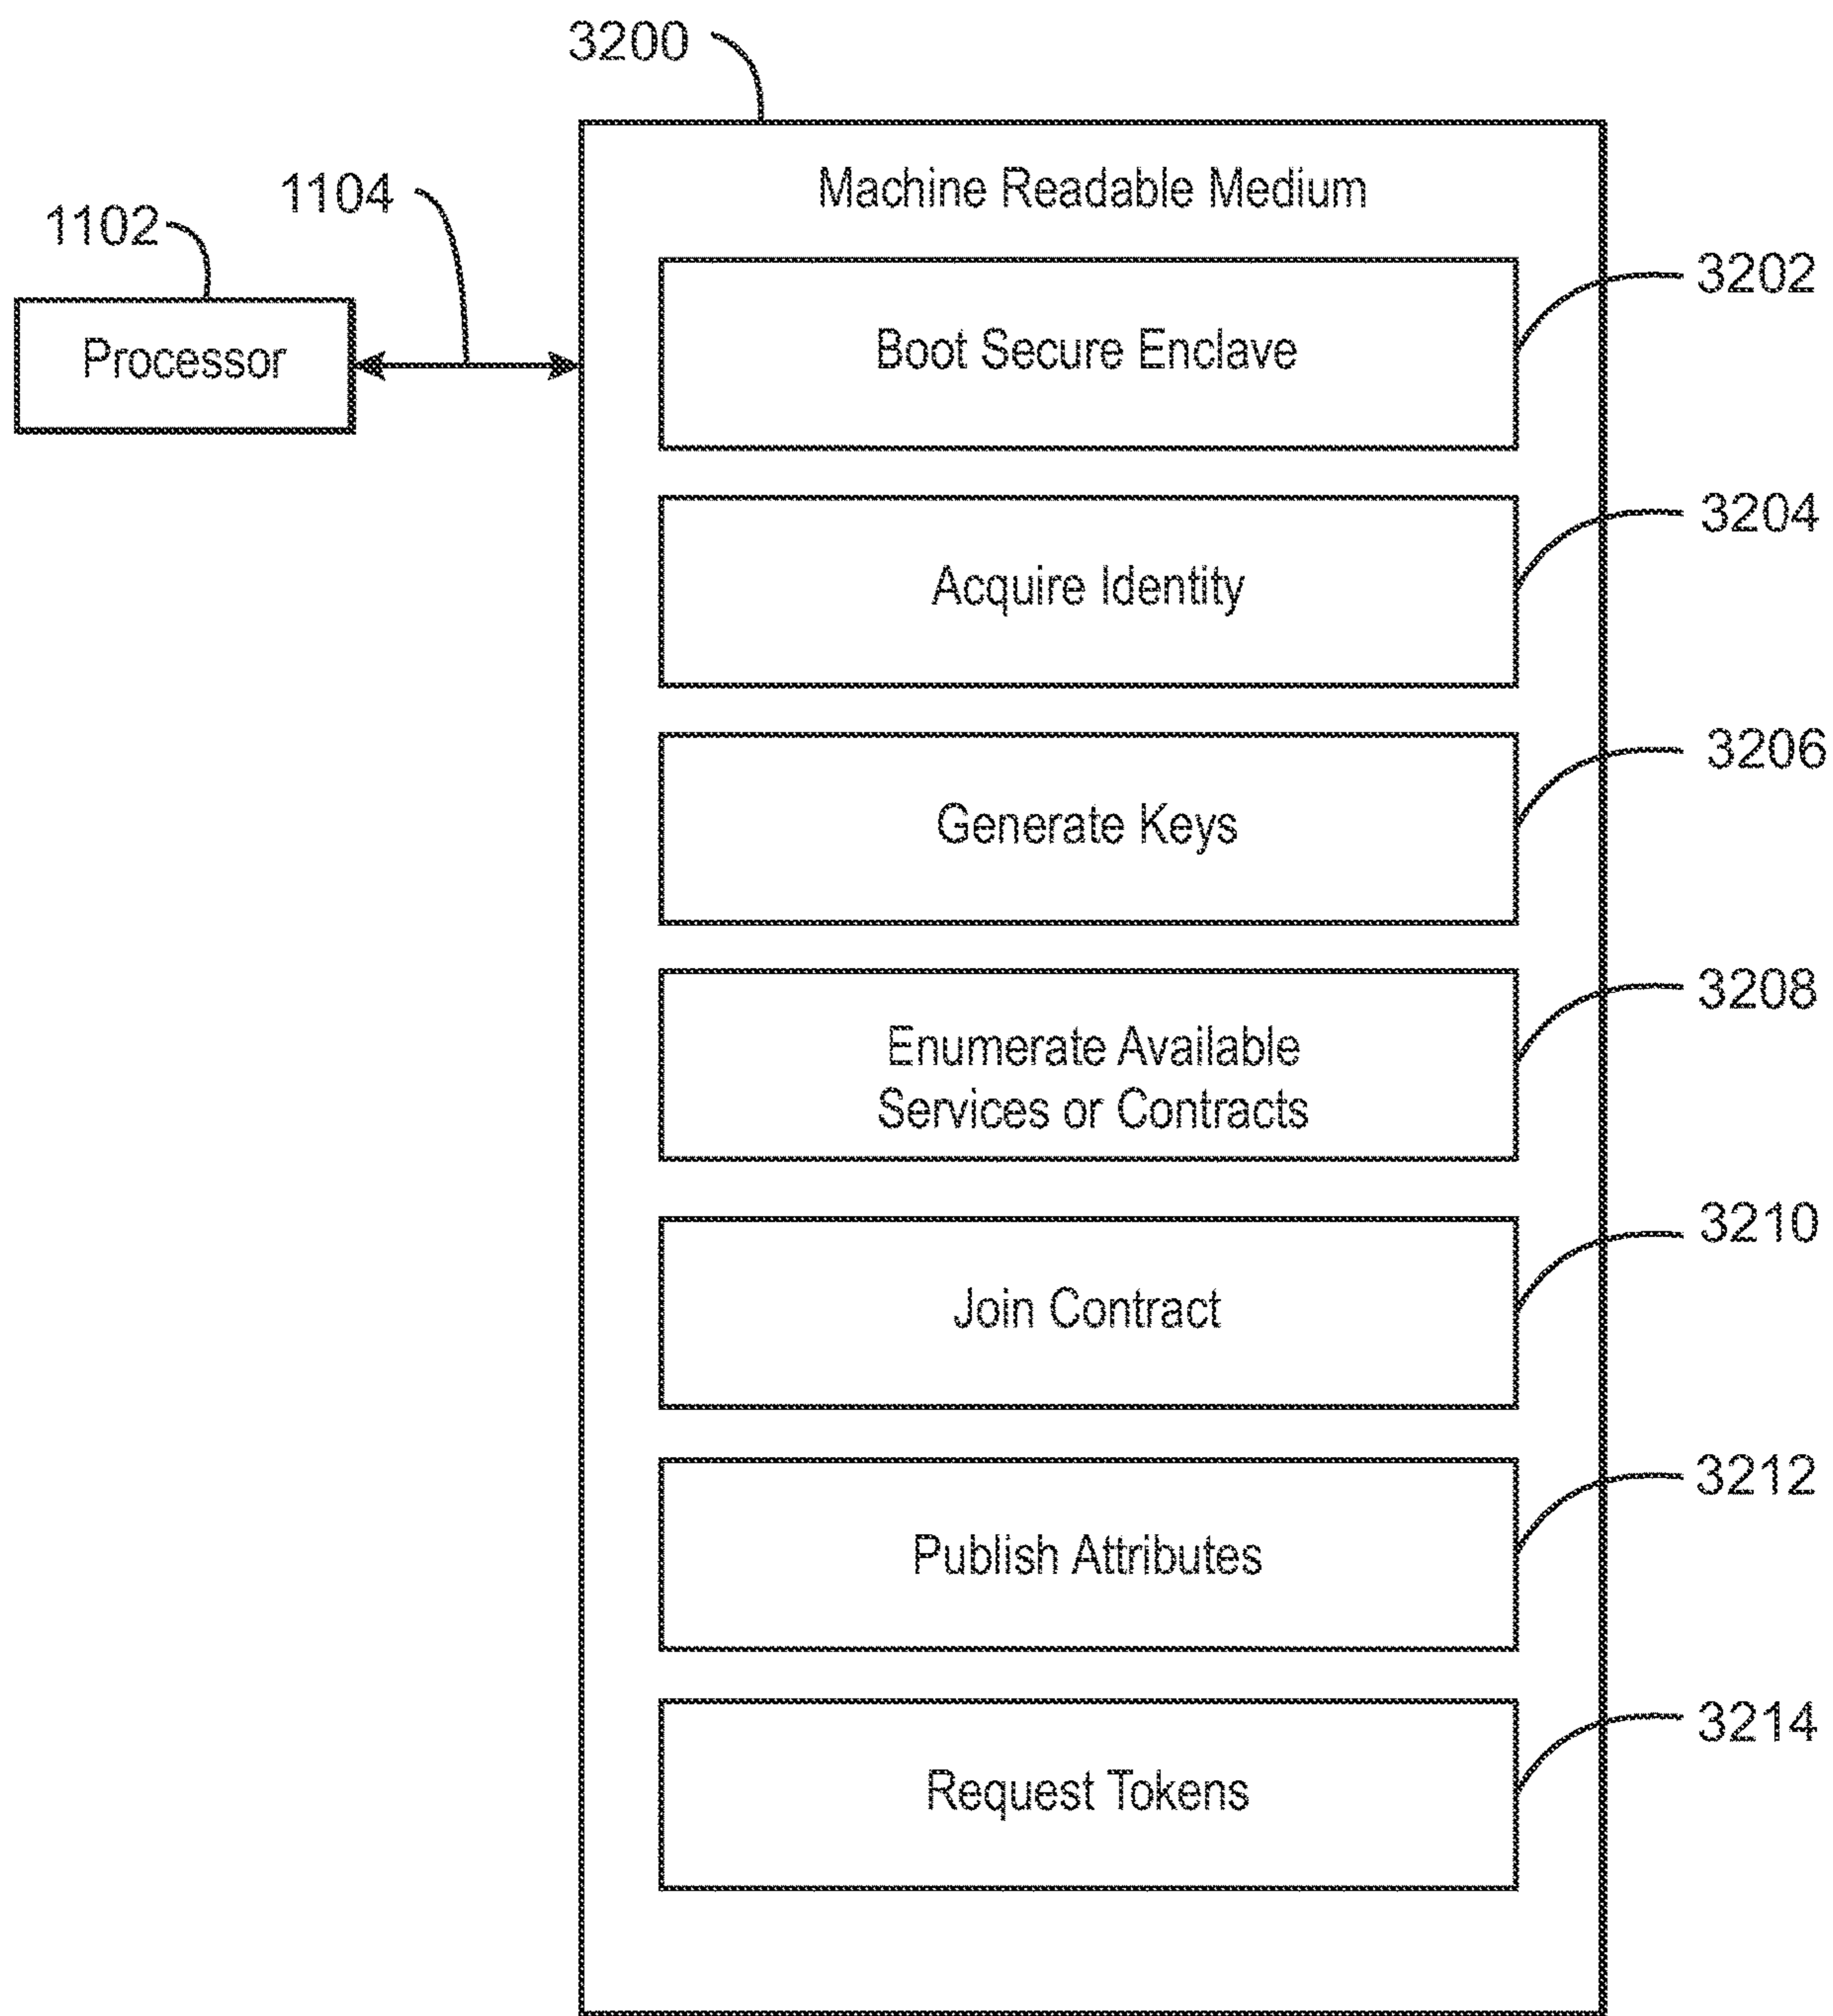 3200
Machine Readable Medium
1104
1102
Processor
Boot Secure Enclave
3202
Acquire Identity
3204
Generate Keys
3206
Enumerate Available
Services or Contracts
3208
Join Contract
3210
Publish Attributes
3212
Request Tokens
3214